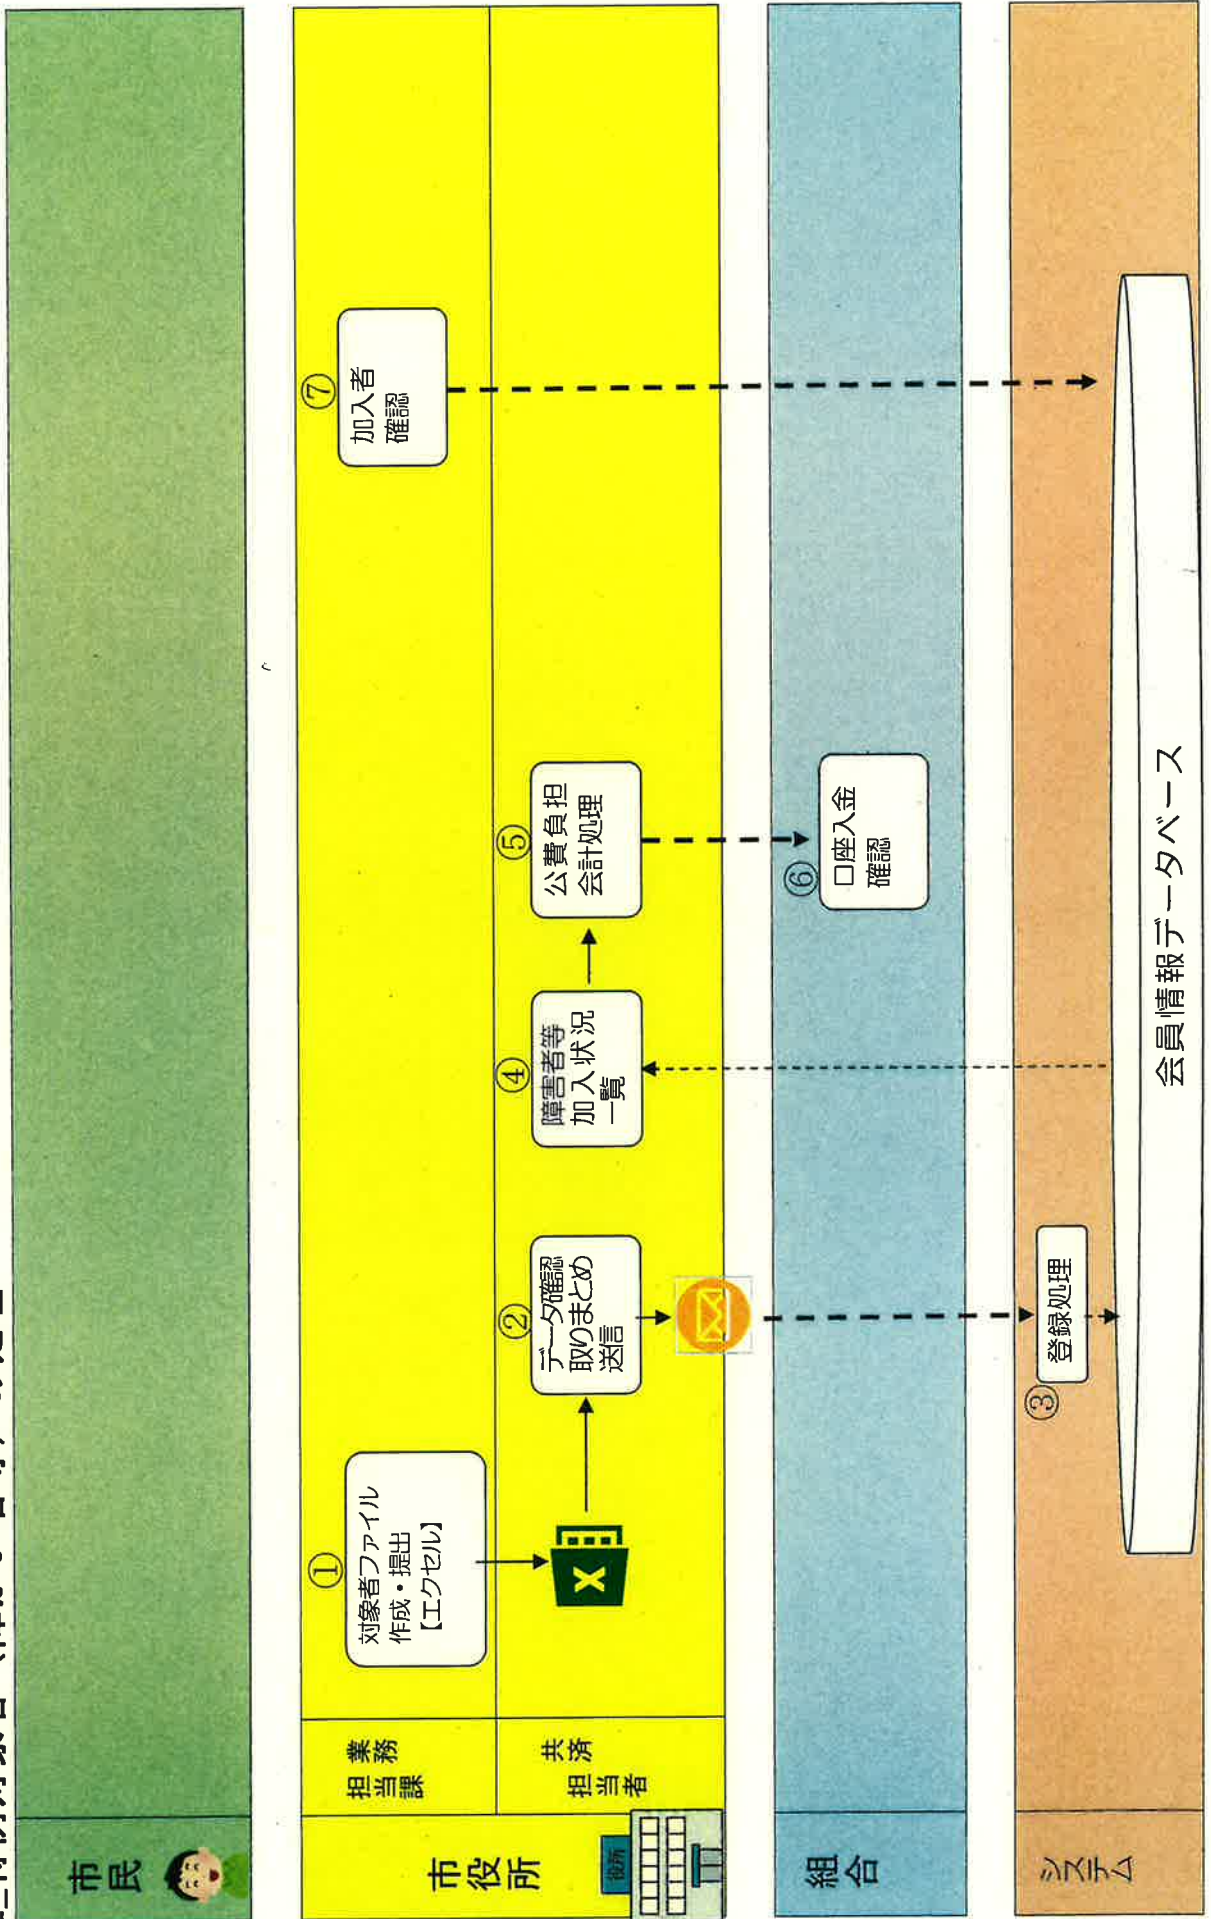 市民
市役所
役所
業務
担当課
共済
担当者
組合
システム
①
対象者ファイル
作成・提出
【エクセル】
X
②
データ確認
取りまとめ
送信
③
登録処理
④
障害者等
加入状況
一覧
⑤
公費負担
会計処理
⑥
口座入金
確認
⑦
加入者
確認
会員情報データベース